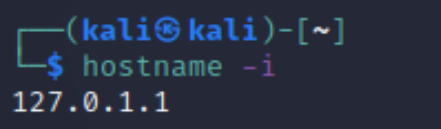 ┌──(kali㉿kali)-[~]
└─$ hostname -i
127.0.1.1